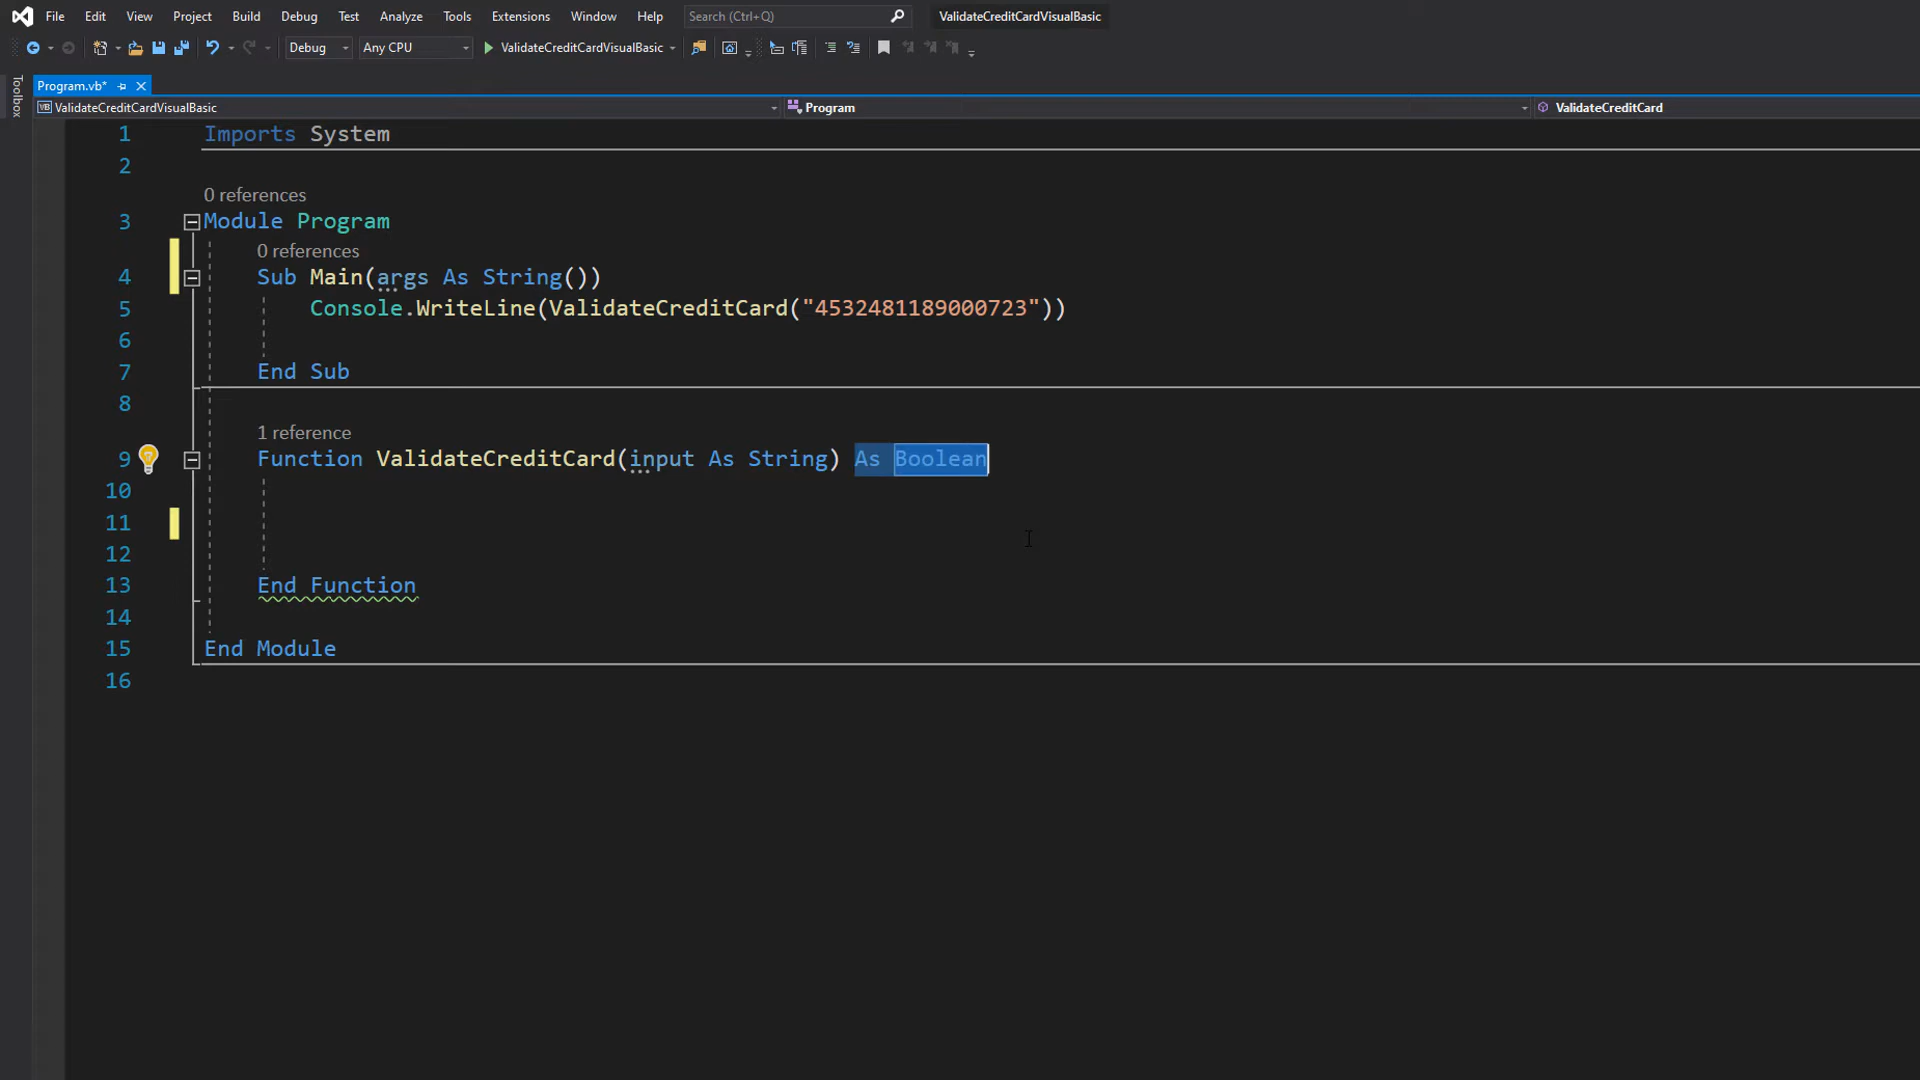 File Edit View Project Build Debug Test Analyze Tools Extensions Window Help Search (Ctrl+Q) ValidateCreditCardVisualBasic
Debug Any CPU ValidateCreditCardVisualBasic
Toolbox
Program.vb*
VB ValidateCreditCardVisualBasic Program ValidateCreditCard
1 Imports System
2
0 references
3 Module Program
0 references
4 Sub Main(args As String())
5 Console.WriteLine(ValidateCreditCard("4532481189000723"))
6
7 End Sub
8
1 reference
9 Function ValidateCreditCard(input As String) As Boolean
10
11
12
13 End Function
14
15 End Module
16